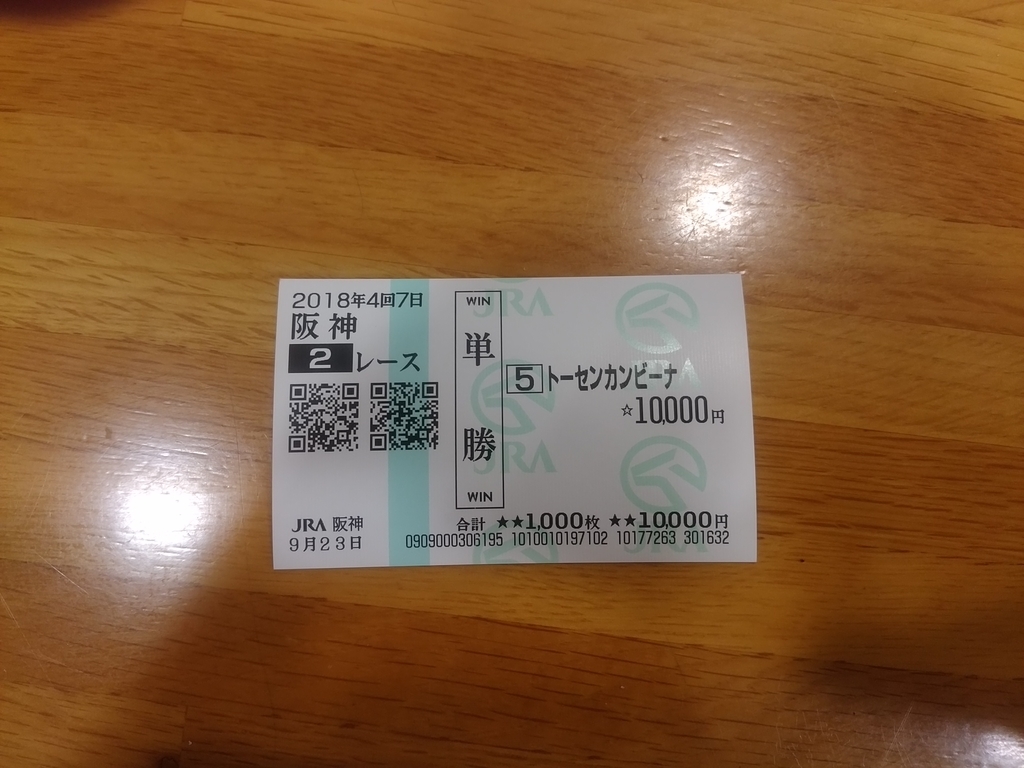 2018年4回7日
阪神
2レース
WIN
単
勝
WIN
5トーセンカンビーナ
☆10,000円
JRA 阪神
9月23日
合計 ★★1,000枚 ★★10,000円
0909000306195 1010010197102 10177263 301632
JRA
JRA
JRA